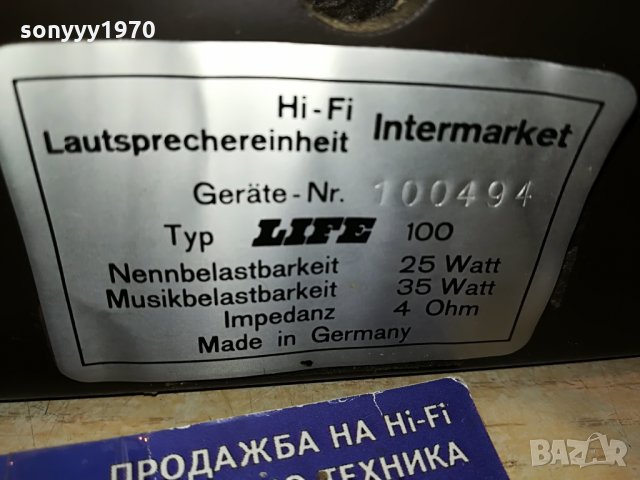 sonyyy1970
Hi-Fi
Lautsprechereinheit Intermarket
Geräte-Nr. 100494
Typ LIFE 100
Nennbelastbarkeit 25 Watt
Musikbelastbarkeit 35 Watt
Impedanz 4 Ohm
Made in Germany
ПРОДАЖБА НА Hi-Fi
ТЕХНИКА
BAZAR